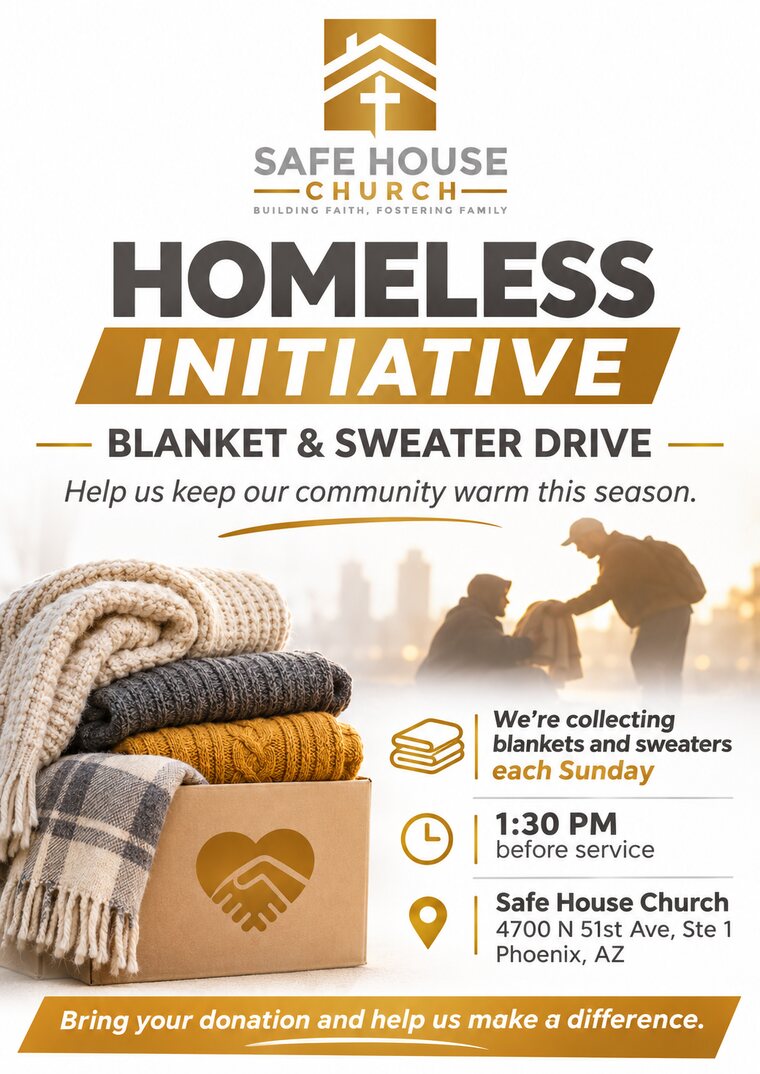 SAFE HOUSE
CHURCH
BUILDING FAITH, FOSTERING FAMILY
HOMELESS
INITIATIVE
BLANKET & SWEATER DRIVE
Help us keep our community warm this season.
We're collecting
blankets and sweaters
each Sunday
1:30 PM
before service
Safe House Church
4700 N 51st Ave, Ste 1
Phoenix, AZ
Bring your donation and help us make a difference.